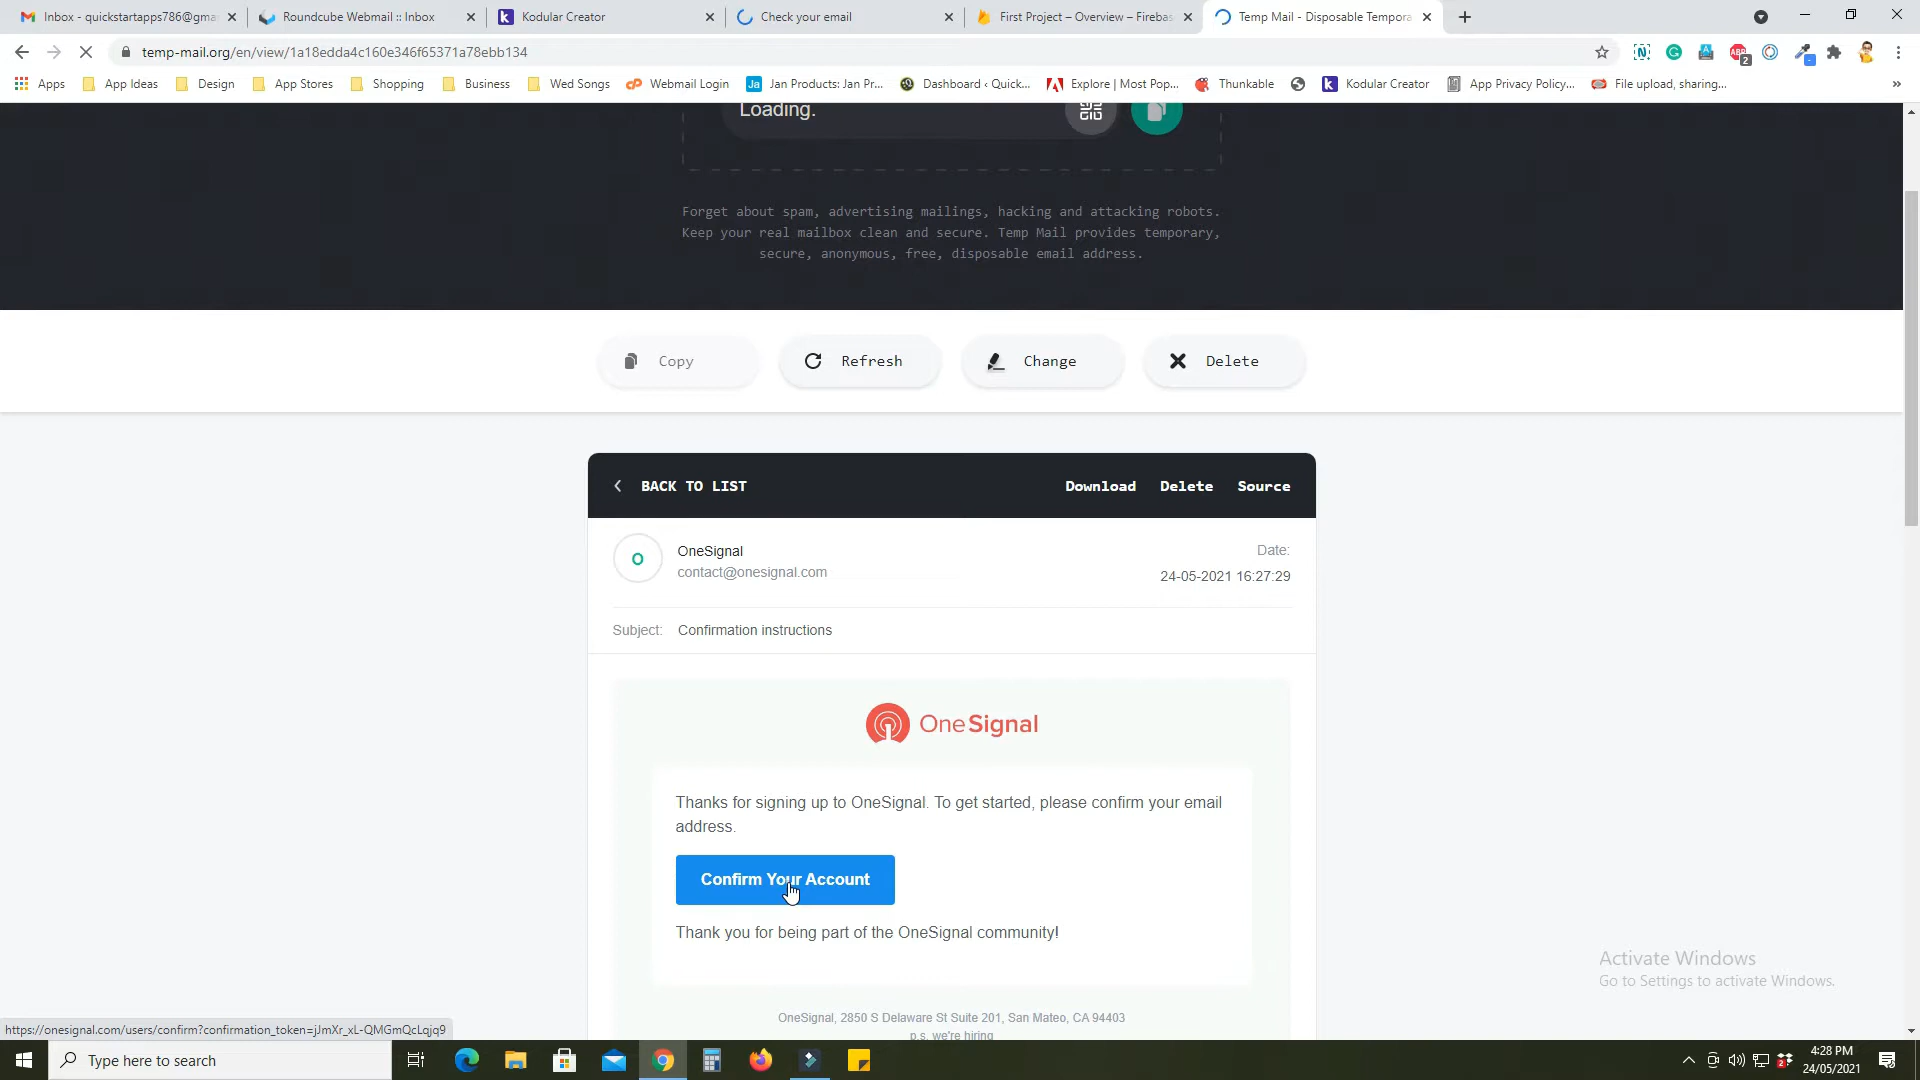 Inbox - quickstartapps786@gma
Roundcube Webmail :: Inbox
Kodular Creator
Check your email
First Project – Overview – Firebas
Temp Mail - Disposable Tempora
temp-mail.org/en/view/1a18edda4c160e346f65371a78ebb134
Apps
App Ideas
Design
App Stores
Shopping
Business
Wed Songs
Webmail Login
Jan Products: Jan Pr...
Dashboard ‹ Quick...
Explore | Most Pop...
Thunkable
Kodular Creator
App Privacy Policy...
File upload, sharing...
Loading.
Forget about spam, advertising mailings, hacking and attacking robots.
Keep your real mailbox clean and secure. Temp Mail provides temporary,
secure, anonymous, free, disposable email address.
Copy
Refresh
Change
Delete
BACK TO LIST
Download
Delete
Source
O
OneSignal
contact@onesignal.com
Date:
24-05-2021 16:27:29
Subject: Confirmation instructions
OneSignal
Thanks for signing up to OneSignal. To get started, please confirm your email
address.
Confirm Your Account
Thank you for being part of the OneSignal community!
OneSignal, 2850 S Delaware St Suite 201, San Mateo, CA 94403
p.s. we're hiring
Activate Windows
Go to Settings to activate Windows.
https://onesignal.com/users/confirm?confirmation_token=jJmXr_xL-QMGmQcLqjq9
Type here to search
4:28 PM
24/05/2021